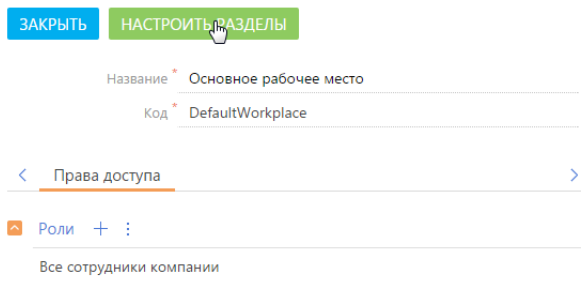 ЗАКРЫТЬ НАСТРОИТЬ РАЗДЕЛЫ
Название * Основное рабочее место
Код * DefaultWorkplace
Права доступа
Роли
Все сотрудники компании